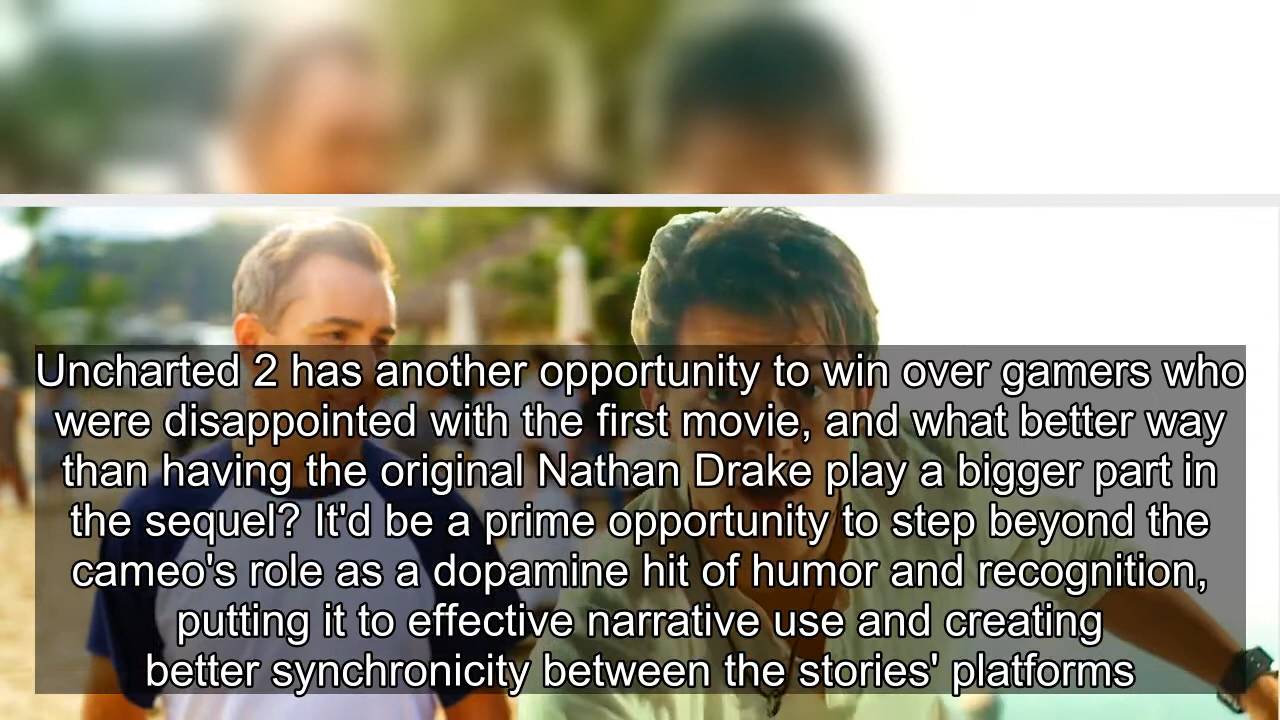 Uncharted 2 has another opportunity to win over gamers who
were disappointed with the first movie, and what better way
than having the original Nathan Drake play a bigger part in
the sequel? It'd be a prime opportunity to step beyond the
cameo's role as a dopamine hit of humor and recognition,
putting it to effective narrative use and creating
better synchronicity between the stories' platforms